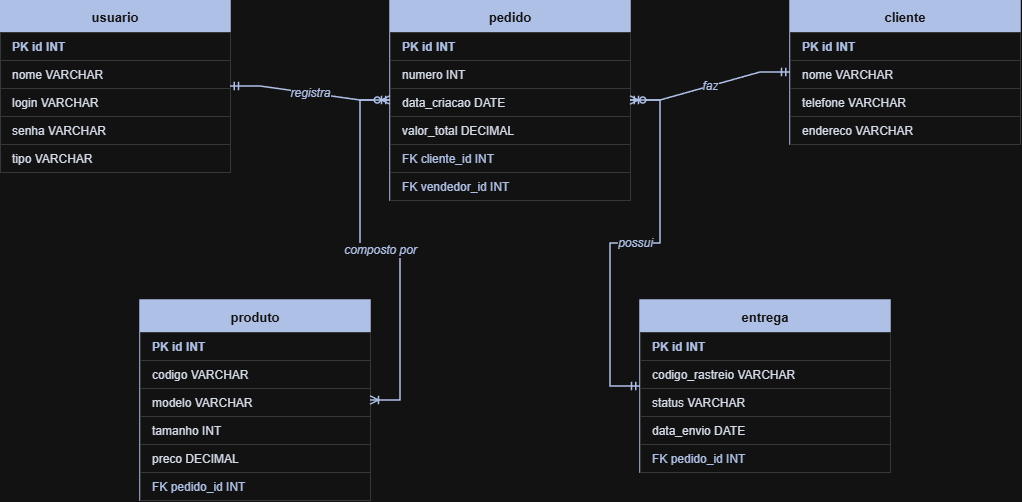 usuario
PK id INT
nome VARCHAR
login VARCHAR
senha VARCHAR
tipo VARCHAR
registra
pedido
PK id INT
numero INT
data_criacao DATE
valor_total DECIMAL
FK cliente_id INT
FK vendedor_id INT
faz
cliente
PK id INT
nome VARCHAR
telefone VARCHAR
endereco VARCHAR
composto por
possui
produto
PK id INT
codigo VARCHAR
modelo VARCHAR
tamanho INT
preco DECIMAL
FK pedido_id INT
entrega
PK id INT
codigo_rastreio VARCHAR
status VARCHAR
data_envio DATE
FK pedido_id INT